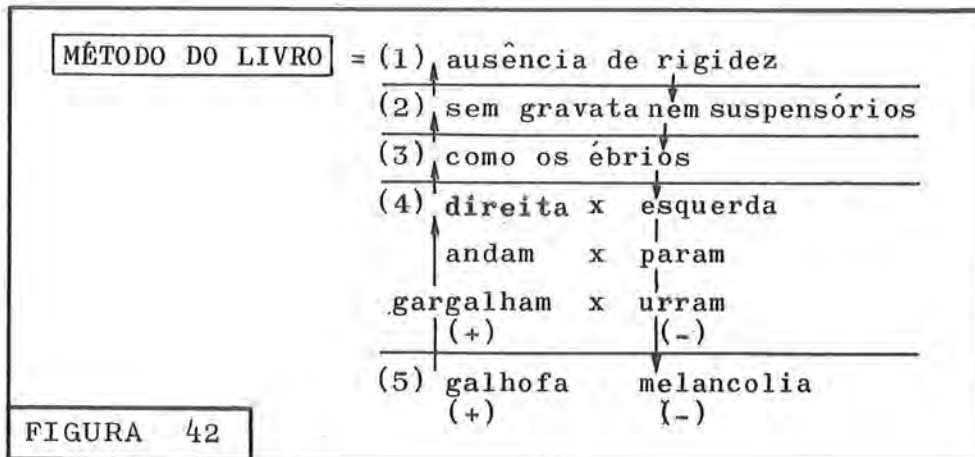 MÉTODO DO LIVRO = (1) ausência de rigidez
(2) sem gravata nem suspensórios
(3) como os ébrios
(4) direita x esquerda
andam x param
gargalham x urram
(+) (-)
(5) galhofa melancolia
(+) (-)
FIGURA 42